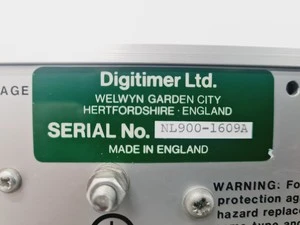 AGE
Digitimer Ltd.
WELWYN GARDEN CITY
HERTFORDSHIRE · ENGLAND
SERIAL No. NL900-1609A
MADE IN ENGLAND
WARNING: Fo
protection ag
hazard replac